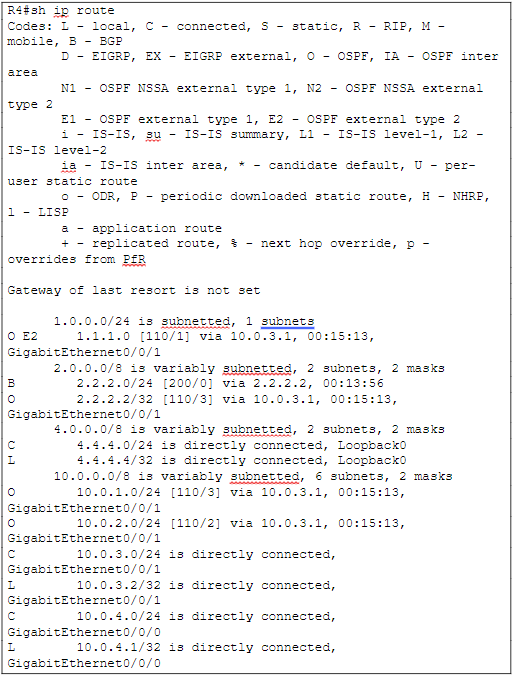 R4#sh ip route
Codes: L - local, C - connected, S - static, R - RIP, M -
mobile, B - BGP
       D - EIGRP, EX - EIGRP external, O - OSPF, IA - OSPF inter
area
       N1 - OSPF NSSA external type 1, N2 - OSPF NSSA external
type 2
       E1 - OSPF external type 1, E2 - OSPF external type 2
       i - IS-IS, su - IS-IS summary, L1 - IS-IS level-1, L2 -
IS-IS level-2
       ia - IS-IS inter area, * - candidate default, U - per-
user static route
       o - ODR, P - periodic downloaded static route, H - NHRP,
l - LISP
       a - application route
       + - replicated route, % - next hop override, p -
overrides from PfR

Gateway of last resort is not set

      1.0.0.0/24 is subnetted, 1 subnets
O E2     1.1.1.0 [110/1] via 10.0.3.1, 00:15:13,
GigabitEthernet0/0/1
      2.0.0.0/8 is variably subnetted, 2 subnets, 2 masks
B        2.2.2.0/24 [200/0] via 2.2.2.2, 00:13:56
O        2.2.2.2/32 [110/3] via 10.0.3.1, 00:15:13,
GigabitEthernet0/0/1
      4.0.0.0/8 is variably subnetted, 2 subnets, 2 masks
C        4.4.4.0/24 is directly connected, Loopback0
L        4.4.4.4/32 is directly connected, Loopback0
      10.0.0.0/8 is variably subnetted, 6 subnets, 2 masks
O        10.0.1.0/24 [110/3] via 10.0.3.1, 00:15:13,
GigabitEthernet0/0/1
O        10.0.2.0/24 [110/2] via 10.0.3.1, 00:15:13,
GigabitEthernet0/0/1
C        10.0.3.0/24 is directly connected,
GigabitEthernet0/0/1
L        10.0.3.2/32 is directly connected,
GigabitEthernet0/0/1
C        10.0.4.0/24 is directly connected,
GigabitEthernet0/0/0
L        10.0.4.1/32 is directly connected,
GigabitEthernet0/0/0